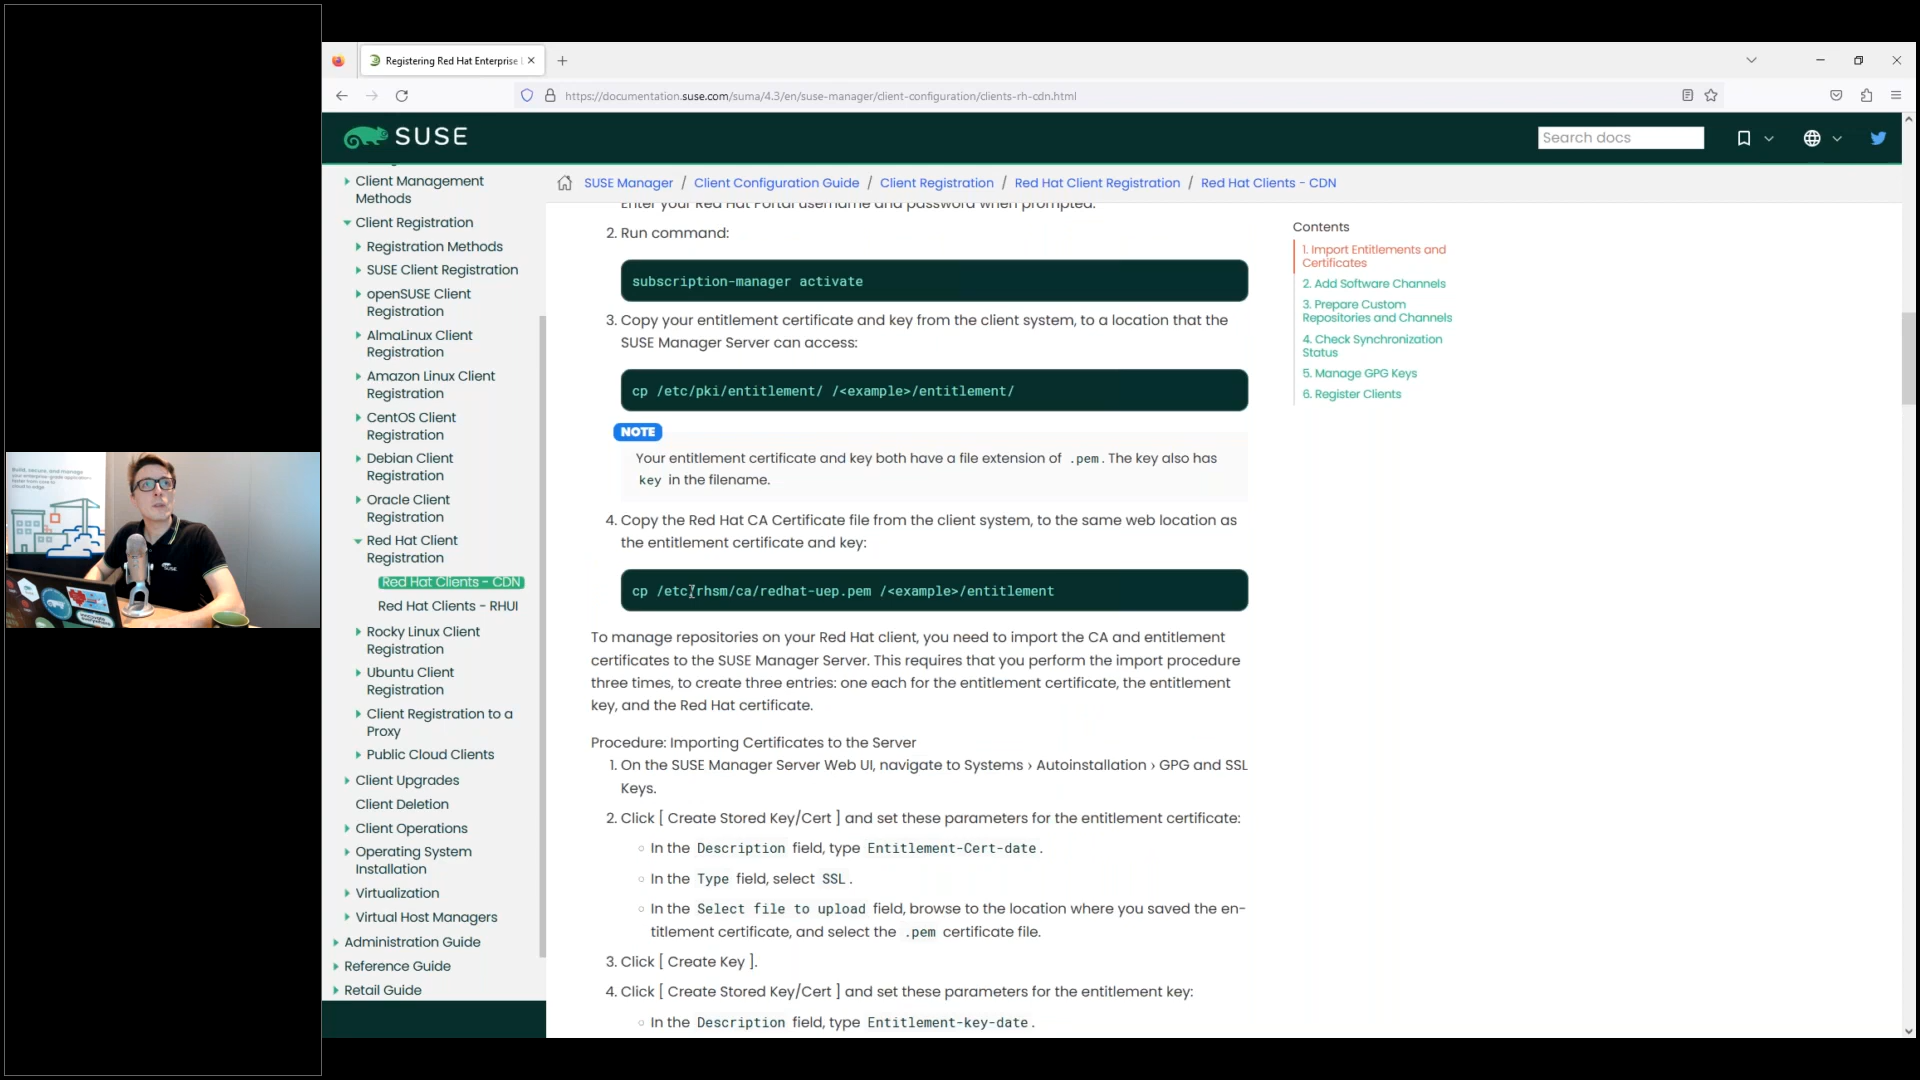 Registering Red Hat Enterprise L
https://documentation.suse.com/suma/4.3/en/suse-manager/client-configuration/clients-rh-cdn.html
SUSE
Search docs
Client Management
Methods
Client Registration
Registration Methods
SUSE Client Registration
openSUSE Client
Registration
AlmaLinux Client
Registration
Amazon Linux Client
Registration
CentOS Client
Registration
Debian Client
Registration
Oracle Client
Registration
Red Hat Client
Registration
Red Hat Clients - CDN
Red Hat Clients - RHUI
Rocky Linux Client
Registration
Ubuntu Client
Registration
Client Registration to a
Proxy
Public Cloud Clients
Client Upgrades
Client Deletion
Client Operations
Operating System
Installation
Virtualization
Virtual Host Managers
Administration Guide
Reference Guide
Retail Guide
SUSE Manager / Client Configuration Guide / Client Registration / Red Hat Client Registration / Red Hat Clients - CDN
Enter your Red Hat Portal username and password when prompted.
2. Run command:
subscription-manager activate
3. Copy your entitlement certificate and key from the client system, to a location that the
SUSE Manager Server can access:
cp /etc/pki/entitlement/ /<example>/entitlement/
NOTE
Your entitlement certificate and key both have a file extension of .pem. The key also has
key in the filename.
4. Copy the Red Hat CA Certificate file from the client system, to the same web location as
the entitlement certificate and key:
cp /etc/rhsm/ca/redhat-uep.pem /<example>/entitlement
To manage repositories on your Red Hat client, you need to import the CA and entitlement
certificates to the SUSE Manager Server. This requires that you perform the import procedure
three times, to create three entries: one each for the entitlement certificate, the entitlement
key, and the Red Hat certificate.
Procedure: Importing Certificates to the Server
1. On the SUSE Manager Server Web UI, navigate to Systems › Autoinstallation › GPG and SSL
Keys.
2. Click [ Create Stored Key/Cert ] and set these parameters for the entitlement certificate:
○ In the Description field, type Entitlement-Cert-date.
○ In the Type field, select SSL.
○ In the Select file to upload field, browse to the location where you saved the en-
titlement certificate, and select the .pem certificate file.
3. Click [ Create Key ].
4. Click [ Create Stored Key/Cert ] and set these parameters for the entitlement key:
○ In the Description field, type Entitlement-key-date.
Contents
1. Import Entitlements and
Certificates
2. Add Software Channels
3. Prepare Custom
Repositories and Channels
4. Check Synchronization
Status
5. Manage GPG Keys
6. Register Clients